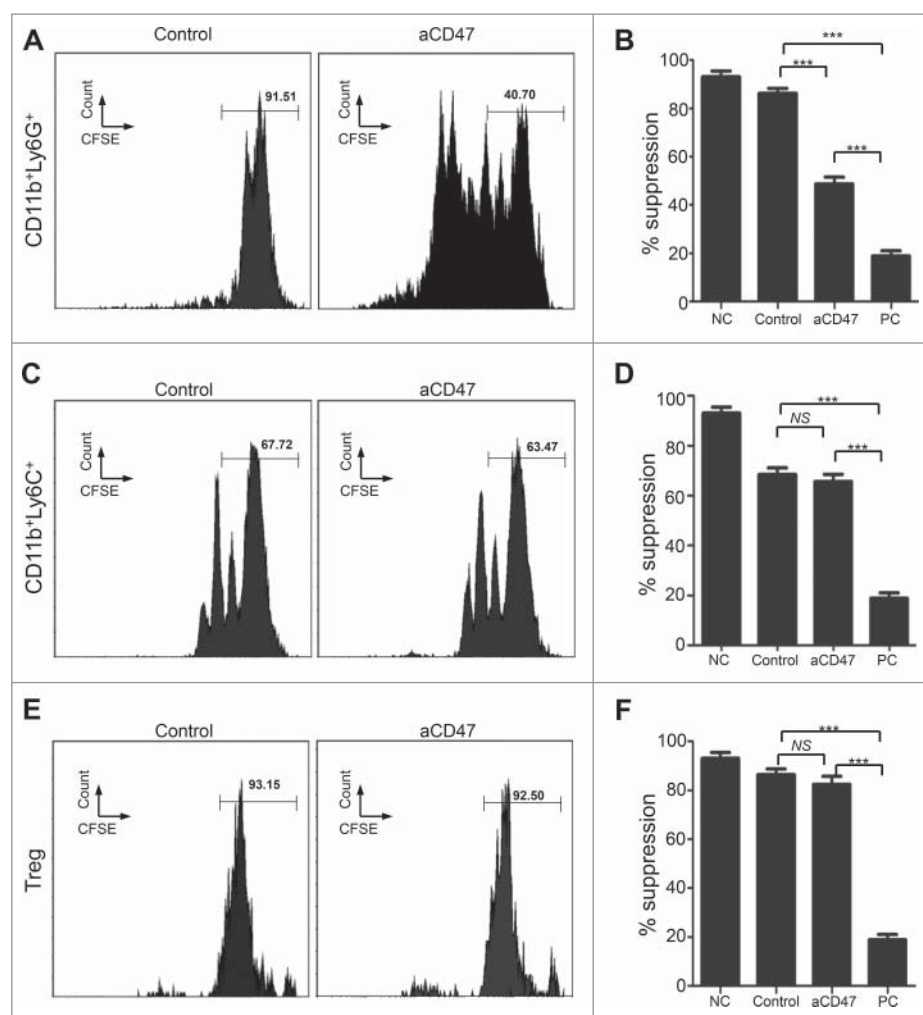 A
Control
aCD47
CD11b+Ly6G+
Count
CFSE
91.51
Count
CFSE
40.70
B
% suppression
100
80
60
40
20
0
***
***
***
NC Control aCD47 PC
C
Control
aCD47
CD11b+Ly6C+
Count
CFSE
67.72
Count
CFSE
63.47
D
% suppression
100
80
60
40
20
0
***
NS
***
NC Control aCD47 PC
E
Control
aCD47
Treg
Count
CFSE
93.15
Count
CFSE
92.50
F
% suppression
100
80
60
40
20
0
***
NS
***
NC Control aCD47 PC